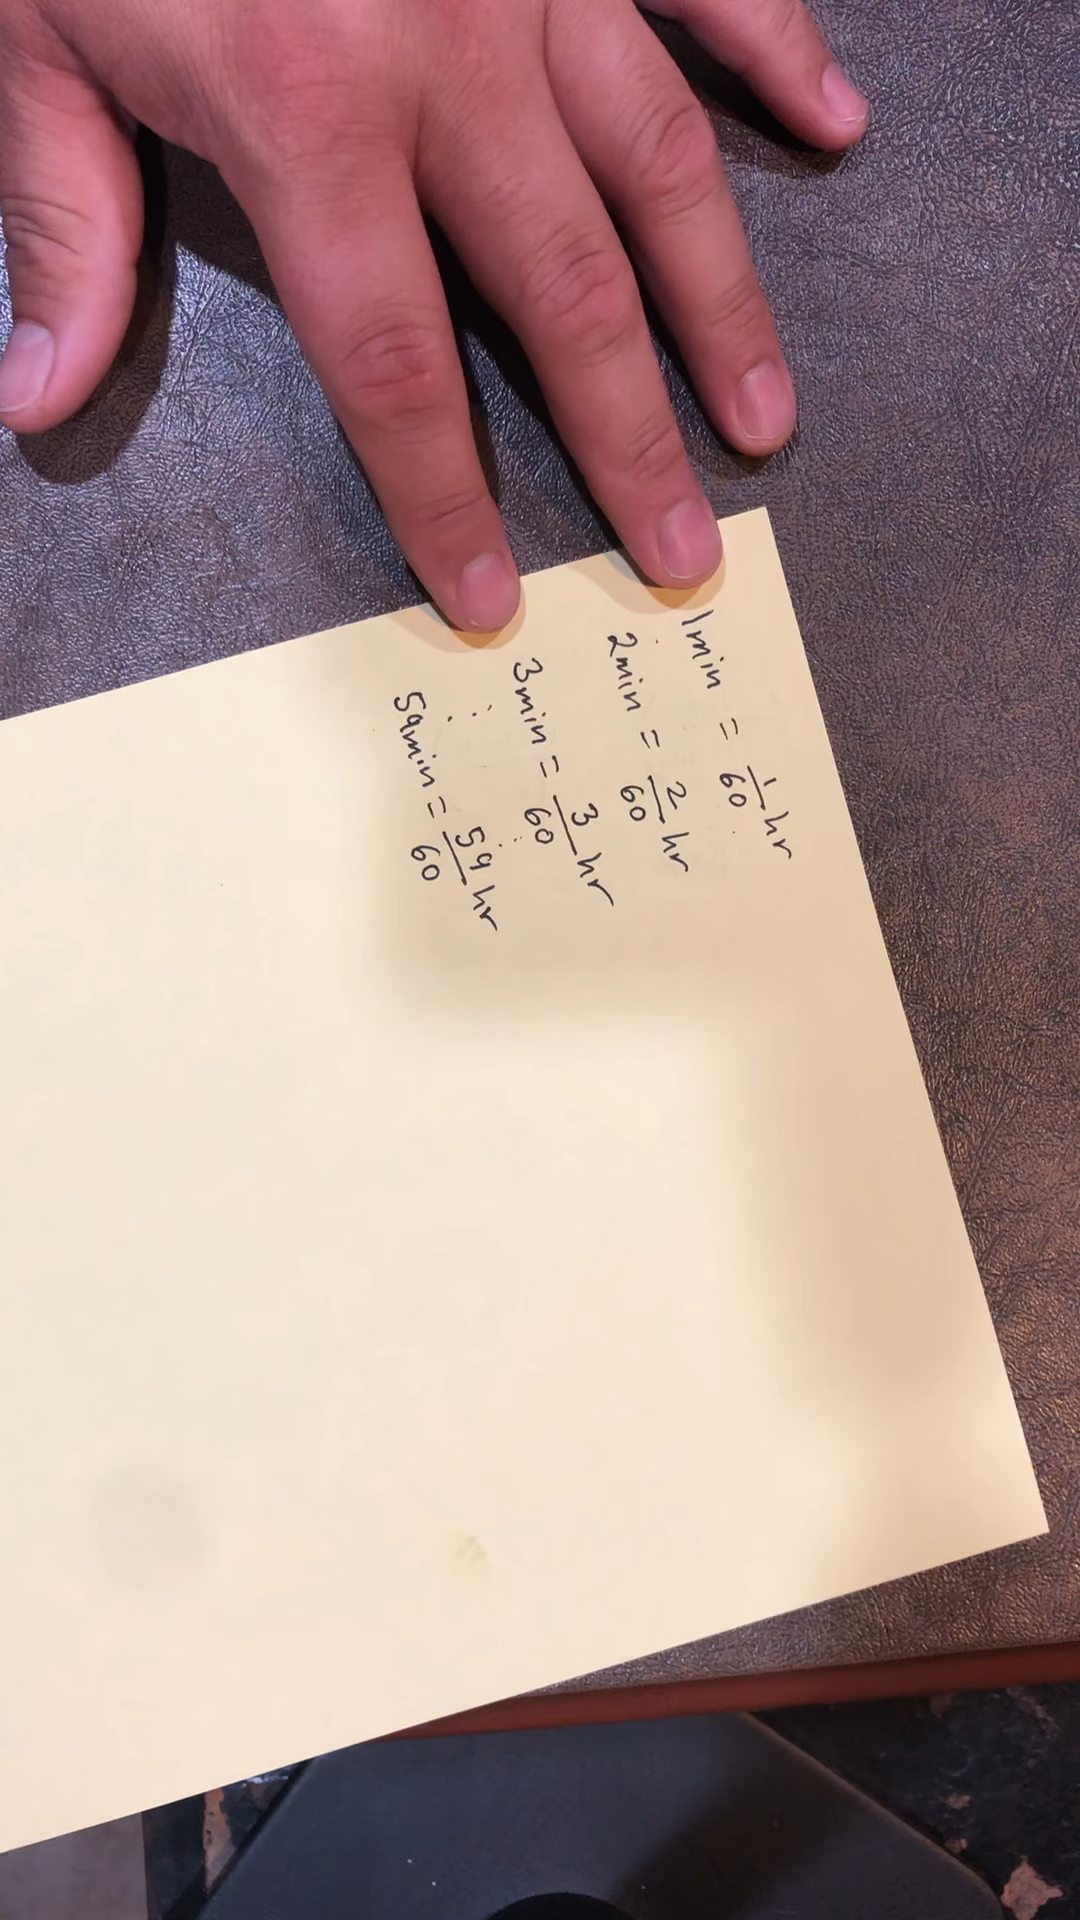 1min = 1/60 hr
2min = 2/60 hr
3min = 3/60 hr
⋮ ⋮
59min = 59/60 hr